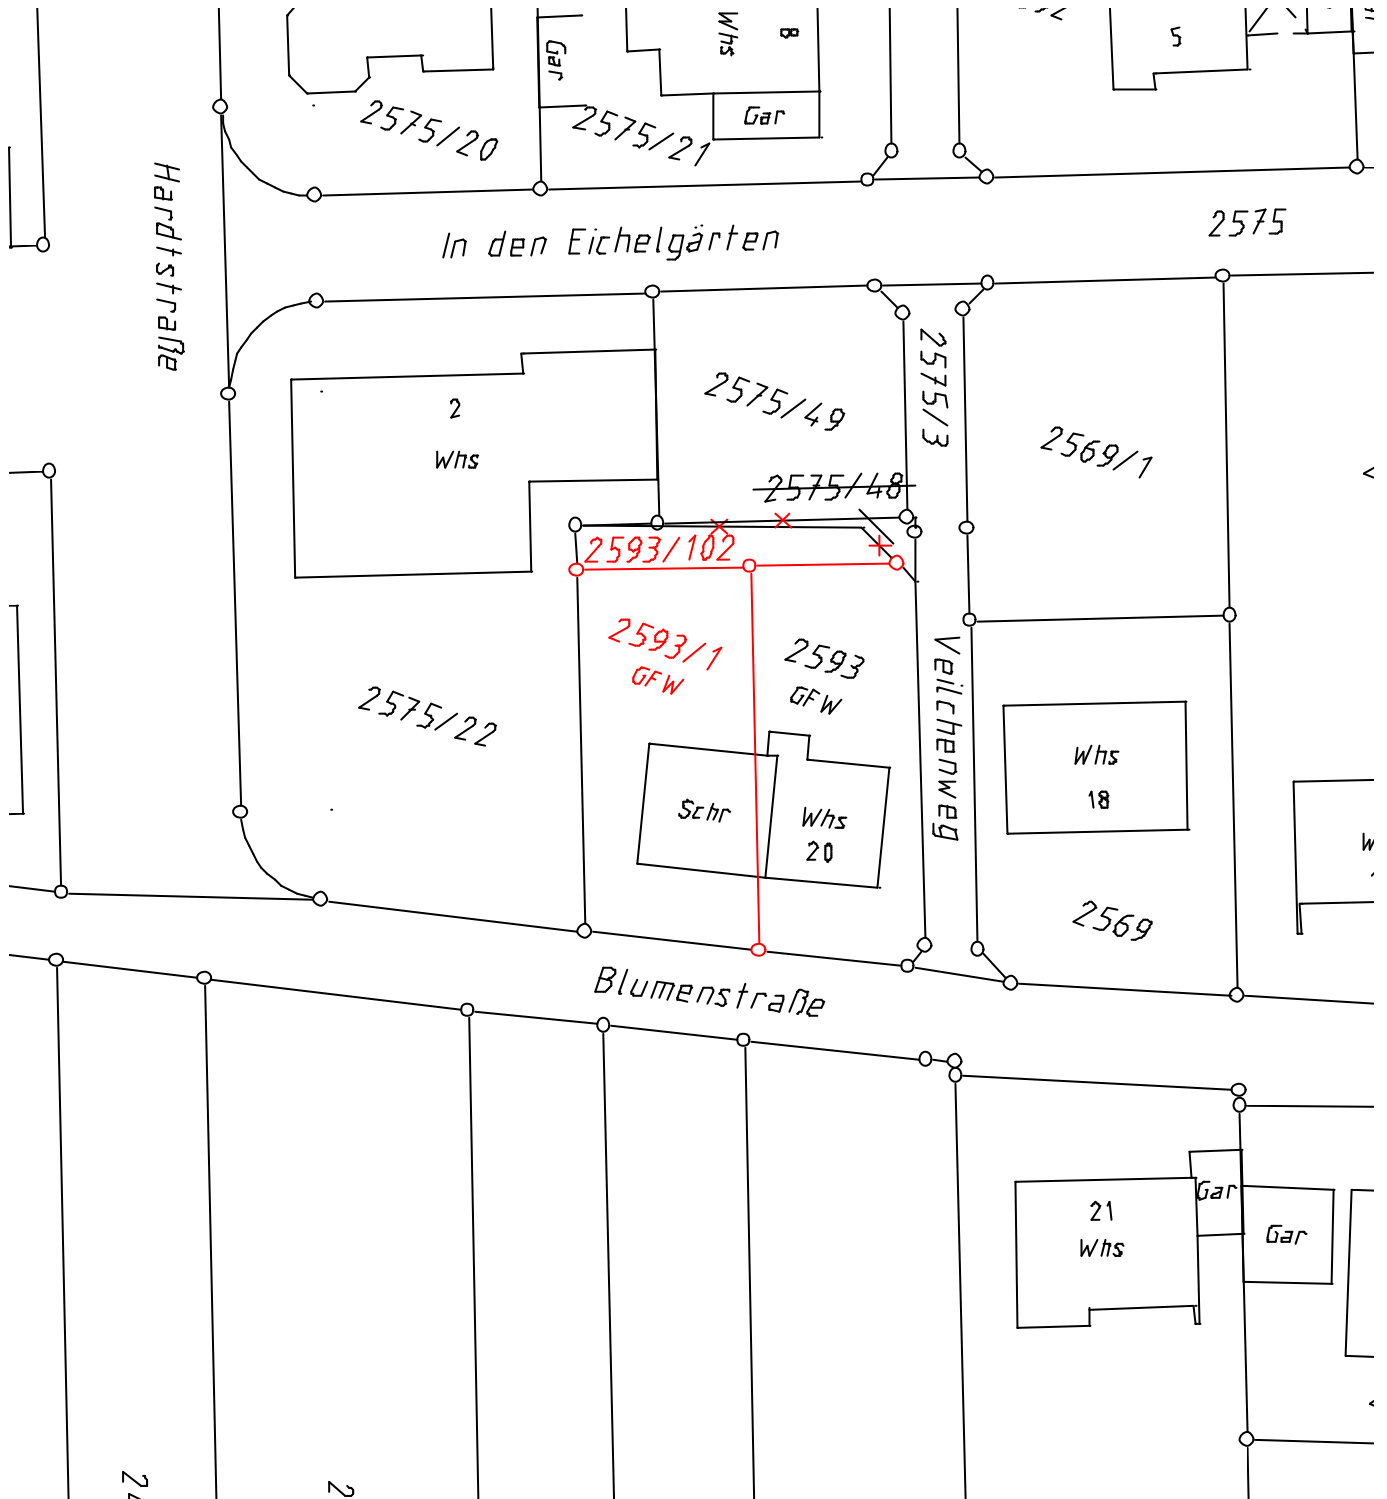 5
Whs
8
Gar
Gar
2575/20
2575/21
Hardtstraße
In den Eichelgärten
2575
2
Whs
2575/49
2575/3
2569/1
2575/48
2593/102
2593/1
GFW
2593
GFW
2575/22
Veilchenweg
Whs
18
Schr
Whs
20
2569
Blumenstraße
21
Whs
Gar
Gar